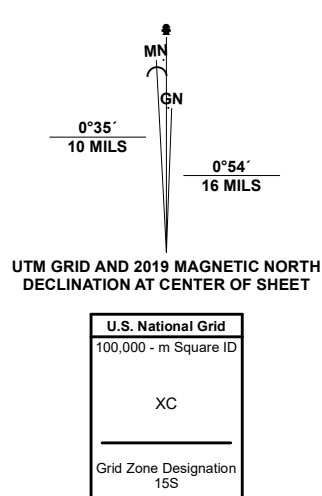 MN
GN
0°35´
10 MILS
0°54´
16 MILS
UTM GRID AND 2019 MAGNETIC NORTH
DECLINATION AT CENTER OF SHEET
U.S. National Grid
100,000 - m Square ID
XC
Grid Zone Designation
15S